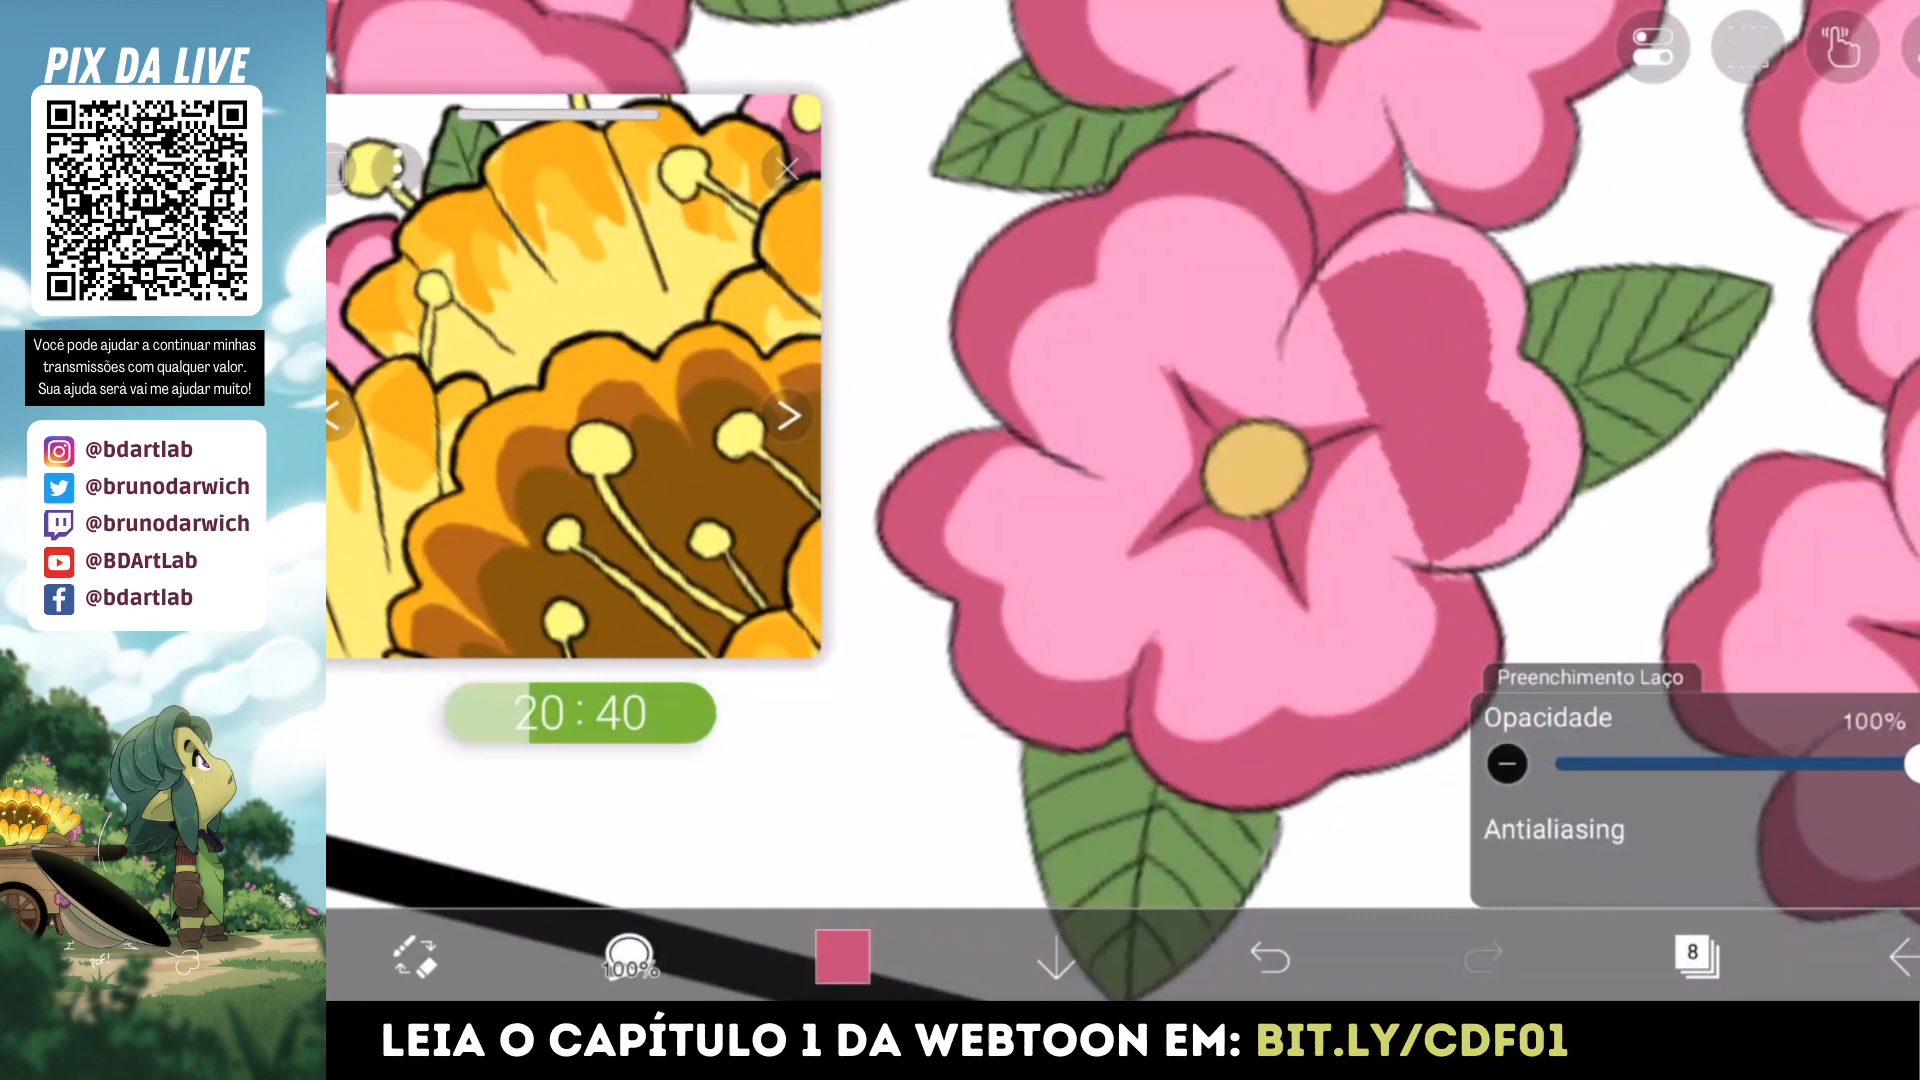 PIX DA LIVE
Você pode ajudar a continuar minhas
transmissões com qualquer valor.
Sua ajuda será vai me ajudar muito!
@bdartlab
@brunodarwich
@brunodarwich
@BDArtLab
@bdartlab
POF!
20:40
Preenchimento Laço
Opacidade
100%
Antialiasing
100%
8
LEIA O CAPÍTULO 1 DA WEBTOON EM: BIT.LY/CDF01